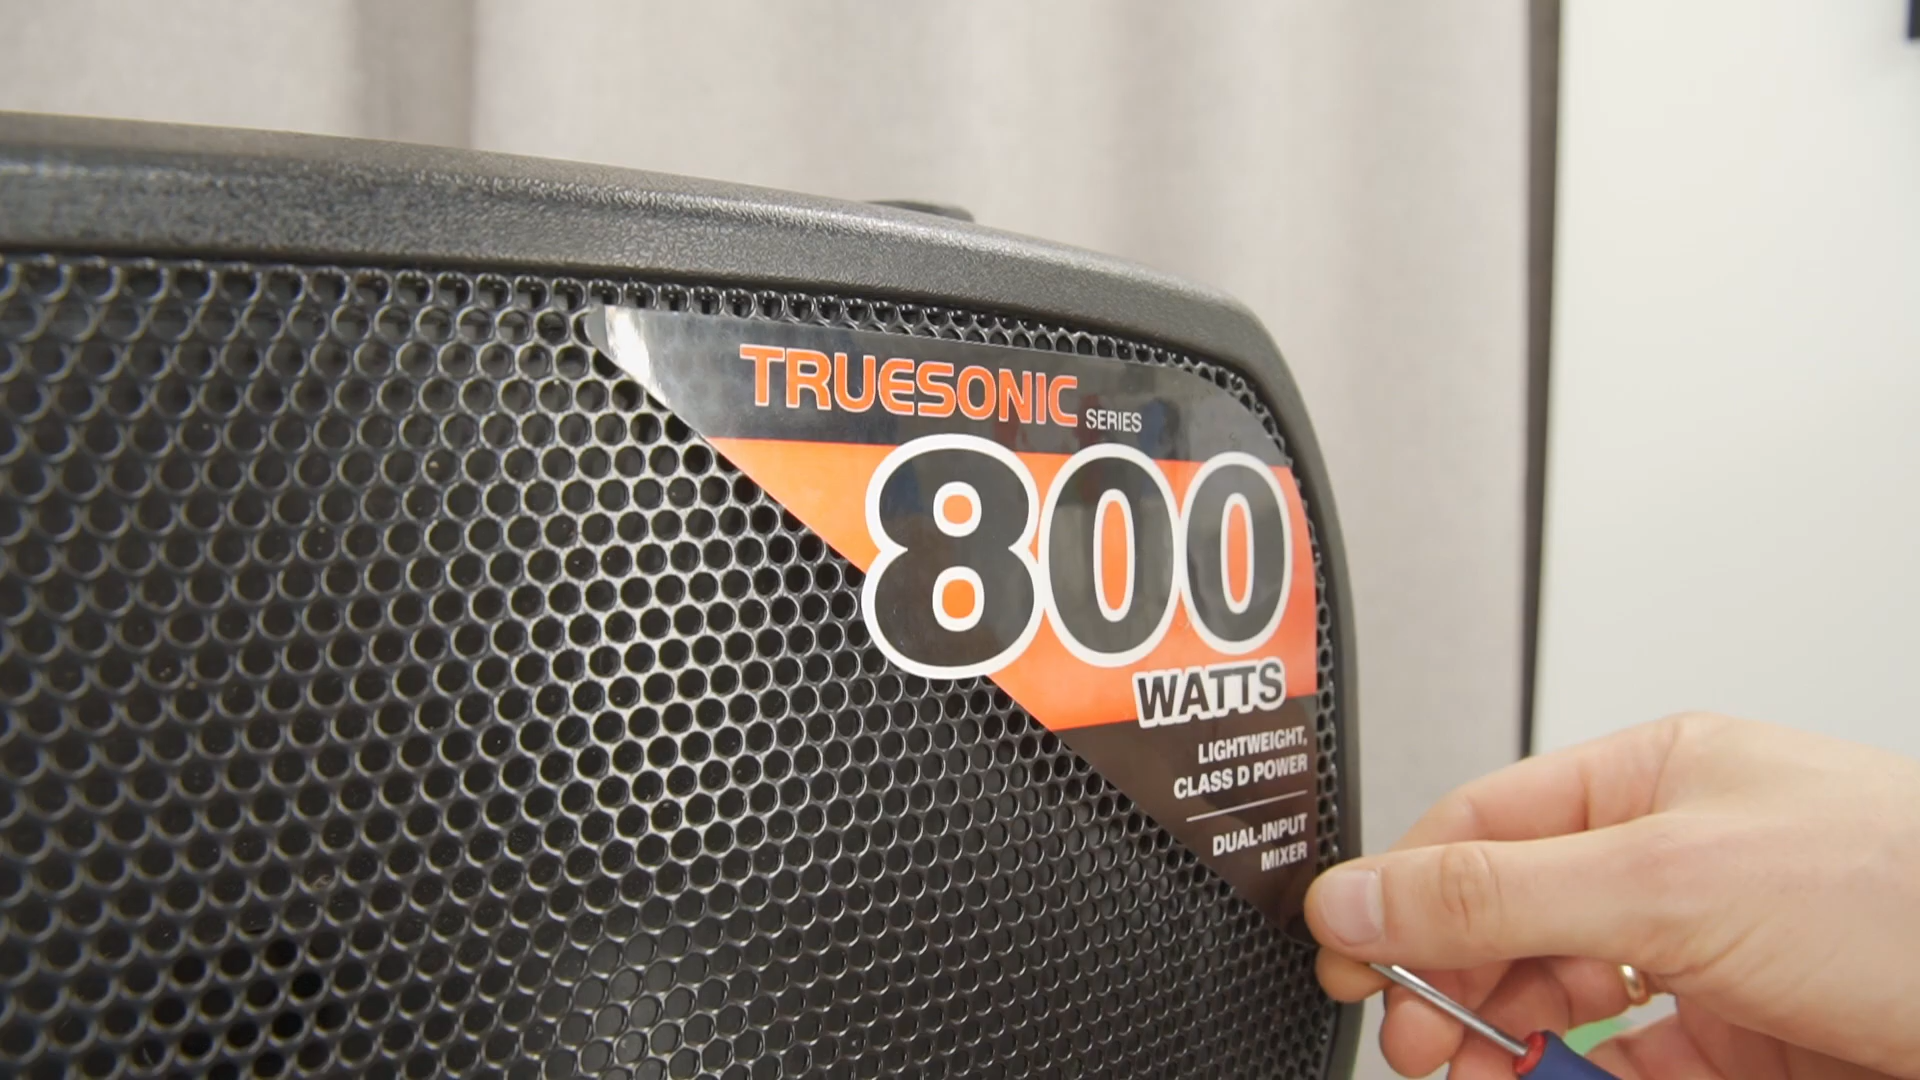 TRUESONIC SERIES
800
WATTS
LIGHTWEIGHT,
CLASS D POWER
DUAL-INPUT
MIXER